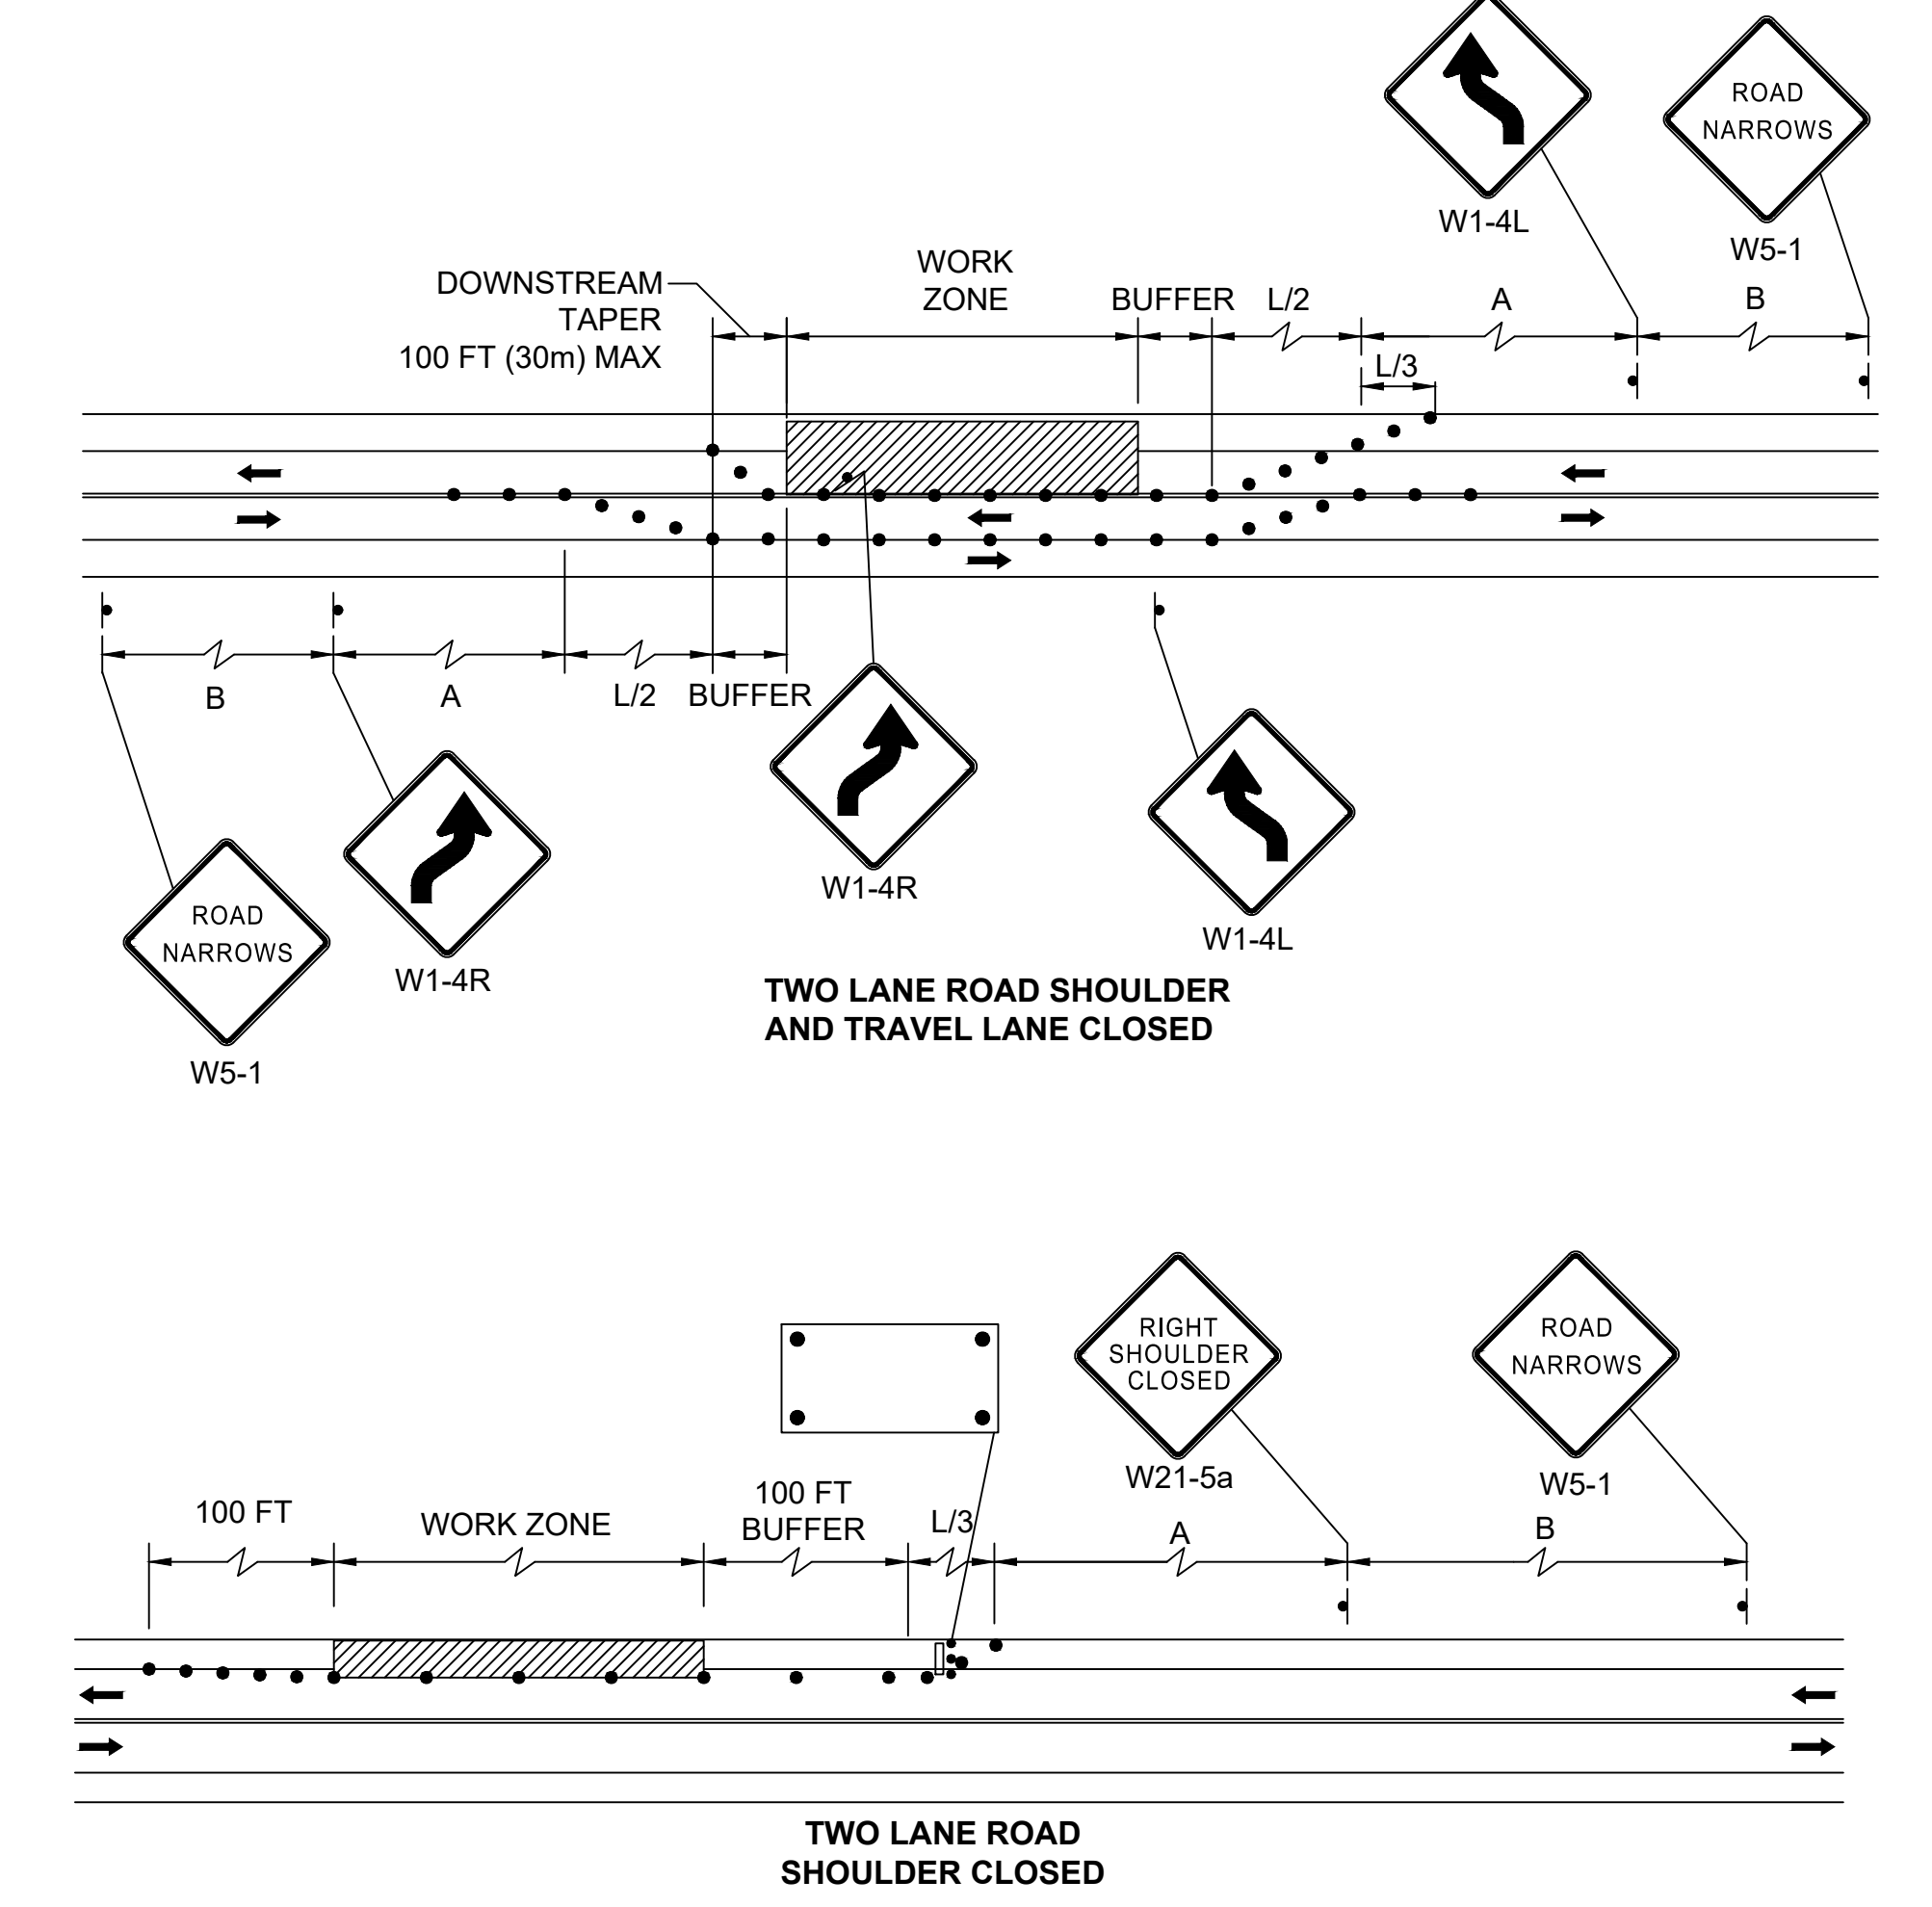 ROAD
NARROWS
W1-4L
W5-1
DOWNSTREAM
TAPER
100 FT (30m) MAX
WORK
ZONE
BUFFER
L/2
A
B
L/3
B
A
L/2
BUFFER
W1-4R
W1-4L
ROAD
NARROWS
W1-4R
W5-1
TWO LANE ROAD SHOULDER
AND TRAVEL LANE CLOSED
RIGHT
SHOULDER
CLOSED
W21-5a
ROAD
NARROWS
W5-1
100 FT
WORK ZONE
100 FT
BUFFER
L/3
A
B
TWO LANE ROAD
SHOULDER CLOSED